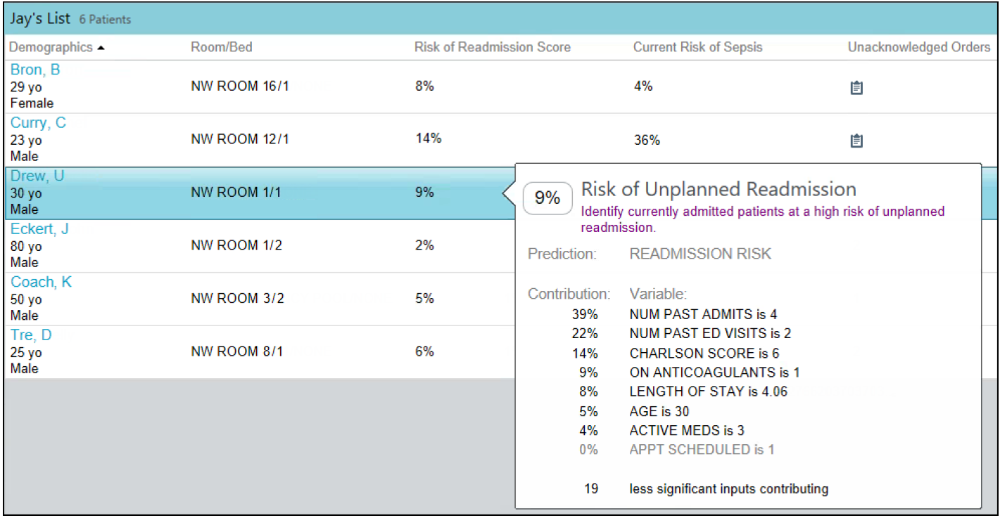 Jay's List 6 Patients
Demographics Room/Bed Risk of Readmission Score Current Risk of Sepsis Unacknowledged Orders
Bron, B
29 yo NW ROOM 16/1 8% 4%
Female
Curry, C
23 yo NW ROOM 12/1 14% 36%
Male
Drew, U
30 yo NW ROOM 1/1 9%
Male
Eckert, J
80 yo NW ROOM 1/2 2%
Male
Coach, K
50 yo NW ROOM 3/2 5%
Male
Tre, D
25 yo NW ROOM 8/1 6%
Male
9% Risk of Unplanned Readmission
Identify currently admitted patients at a high risk of unplanned
readmission.
Prediction: READMISSION RISK
Contribution: Variable:
39% NUM PAST ADMITS is 4
22% NUM PAST ED VISITS is 2
14% CHARLSON SCORE is 6
9% ON ANTICOAGULANTS is 1
8% LENGTH OF STAY is 4.06
5% AGE is 30
4% ACTIVE MEDS is 3
0% APPT SCHEDULED is 1
19 less significant inputs contributing